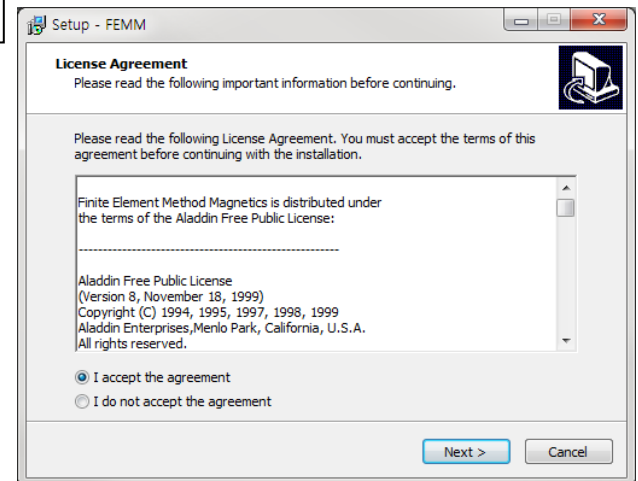 Setup - FEMM
License Agreement
Please read the following important information before continuing.
Please read the following License Agreement. You must accept the terms of this
agreement before continuing with the installation.
Finite Element Method Magnetics is distributed under
the terms of the Aladdin Free Public License:
------------------------------------------------------
Aladdin Free Public License
(Version 8, November 18, 1999)
Copyright (C) 1994, 1995, 1997, 1998, 1999
Aladdin Enterprises,Menlo Park, California, U.S.A.
All rights reserved.
I accept the agreement
I do not accept the agreement
Next >
Cancel